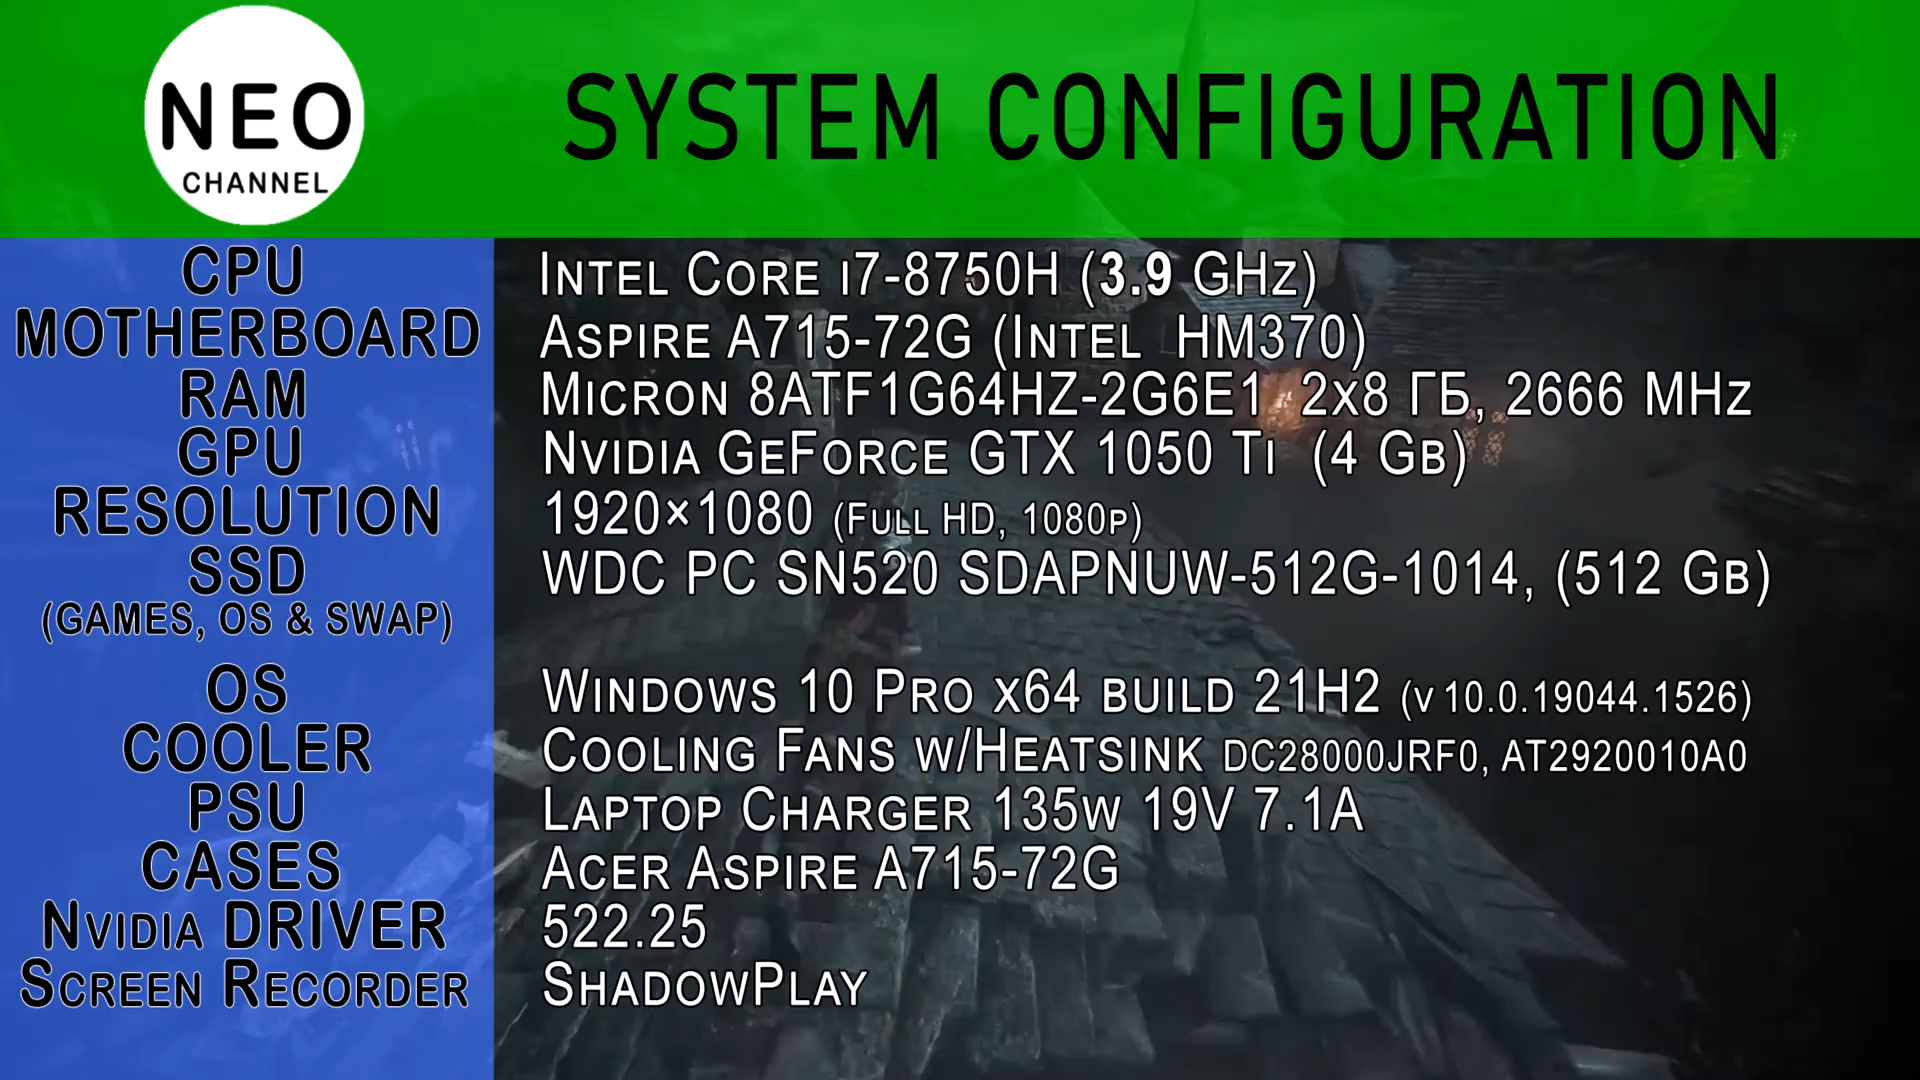 NEO
CHANNEL
SYSTEM CONFIGURATION
CPU Intel Core i7-8750H (3.9 GHz)
MOTHERBOARD Aspire A715-72G (Intel HM370)
RAM Micron 8ATF1G64HZ-2G6E1 2x8 ГБ, 2666 MHz
GPU Nvidia GeForce GTX 1050 Ti (4 Gb)
RESOLUTION 1920×1080 (Full HD, 1080p)
SSD WDC PC SN520 SDAPNUW-512G-1014, (512 Gb)
(GAMES, OS & SWAP)
OS Windows 10 Pro x64 build 21H2 (v 10.0.19044.1526)
COOLER Cooling Fans w/Heatsink DC28000JRF0, AT2920010A0
PSU Laptop Charger 135w 19V 7.1A
CASES Acer Aspire A715-72G
Nvidia DRIVER 522.25
Screen Recorder ShadowPlay